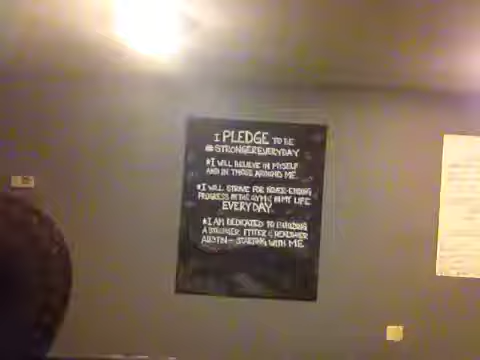 I PLEDGE TO BE
#STRONGEREVERYDAY
*I WILL BELIEVE IN MYSELF
AND IN THOSE AROUND ME.
*I WILL STRIVE FOR NEVER-ENDING
PROGRESS IN THE GYM & IN MY LIFE
EVERYDAY.
*I AM DEDICATED TO BUILDING
A STRONGER, FITTER & HEALTHIER
AUSTIN - STARTING WITH ME.